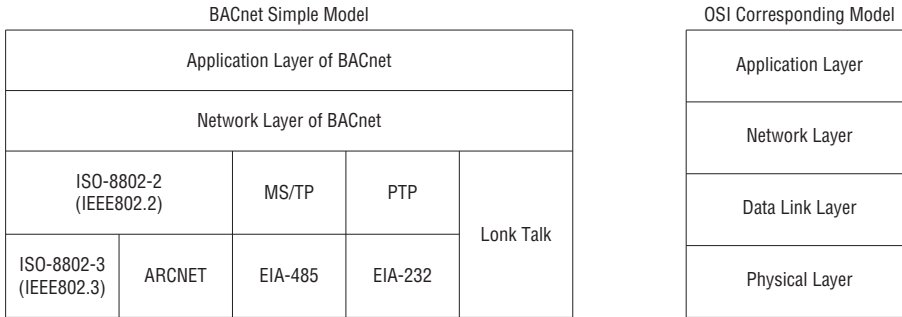 BACnet Simple Model
OSI Corresponding Model
Application Layer of BACnet
Application Layer
Network Layer of BACnet
Network Layer
ISO-8802-2
(IEEE802.2)
MS/TP
PTP
Lonk Talk
Data Link Layer
ISO-8802-3
(IEEE802.3)
ARCNET
EIA-485
EIA-232
Physical Layer